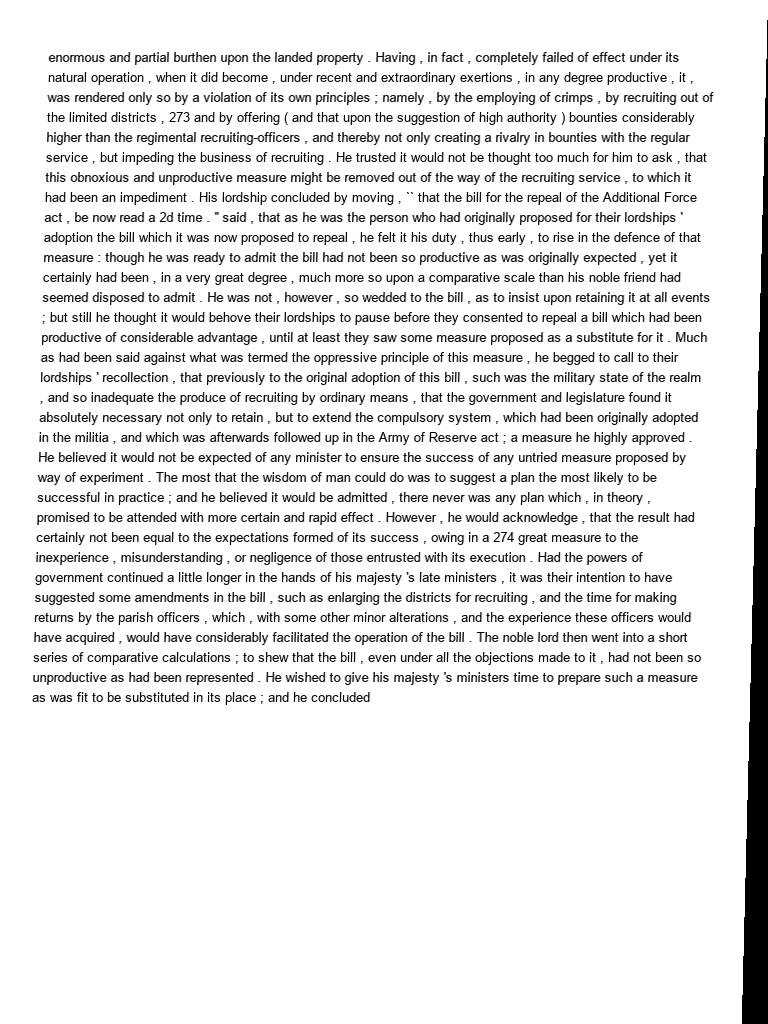 enormous and partial burthen upon the landed property . Having , in fact , completely failed of effect under its
natural operation , when it did become , under recent and extraordinary exertions , in any degree productive , it ,
was rendered only so by a violation of its own principles ; namely , by the employing of crimps , by recruiting out of
the limited districts , 273 and by offering ( and that upon the suggestion of high authority ) bounties considerably
higher than the regimental recruiting-officers , and thereby not only creating a rivalry in bounties with the regular
service , but impeding the business of recruiting . He trusted it would not be thought too much for him to ask , that
this obnoxious and unproductive measure might be removed out of the way of the recruiting service , to which it
had been an impediment . His lordship concluded by moving , `` that the bill for the repeal of the Additional Force
act , be now read a 2d time . " said , that as he was the person who had originally proposed for their lordships '
adoption the bill which it was now proposed to repeal , he felt it his duty , thus early , to rise in the defence of that
measure : though he was ready to admit the bill had not been so productive as was originally expected , yet it
certainly had been , in a very great degree , much more so upon a comparative scale than his noble friend had
seemed disposed to admit . He was not , however , so wedded to the bill , as to insist upon retaining it at all events
; but still he thought it would behove their lordships to pause before they consented to repeal a bill which had been
productive of considerable advantage , until at least they saw some measure proposed as a substitute for it . Much
as had been said against what was termed the oppressive principle of this measure , he begged to call to their
lordships ' recollection , that previously to the original adoption of this bill , such was the military state of the realm
, and so inadequate the produce of recruiting by ordinary means , that the government and legislature found it
absolutely necessary not only to retain , but to extend the compulsory system , which had been originally adopted
in the militia , and which was afterwards followed up in the Army of Reserve act ; a measure he highly approved .
He believed it would not be expected of any minister to ensure the success of any untried measure proposed by
way of experiment . The most that the wisdom of man could do was to suggest a plan the most likely to be
successful in practice ; and he believed it would be admitted , there never was any plan which , in theory ,
promised to be attended with more certain and rapid effect . However , he would acknowledge , that the result had
certainly not been equal to the expectations formed of its success , owing in a 274 great measure to the
inexperience , misunderstanding , or negligence of those entrusted with its execution . Had the powers of
government continued a little longer in the hands of his majesty 's late ministers , it was their intention to have
suggested some amendments in the bill , such as enlarging the districts for recruiting , and the time for making
returns by the parish officers , which , with some other minor alterations , and the experience these officers would
have acquired , would have considerably facilitated the operation of the bill . The noble lord then went into a short
series of comparative calculations ; to shew that the bill , even under all the objections made to it , had not been so
unproductive as had been represented . He wished to give his majesty 's ministers time to prepare such a measure
as was fit to be substituted in its place ; and he concluded